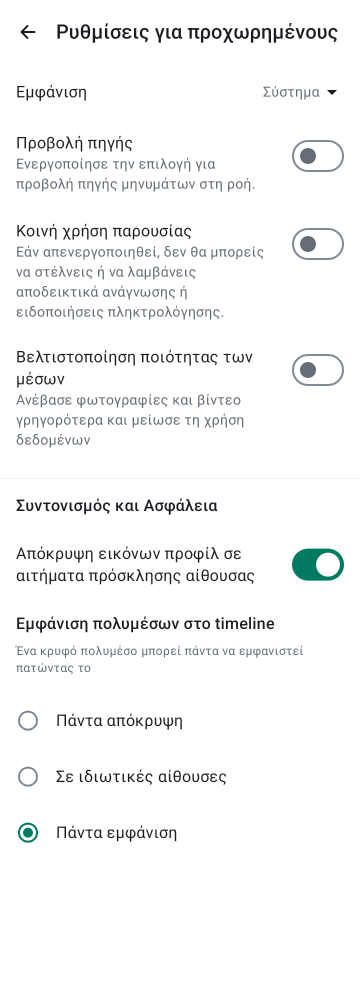 Ρυθμίσεις για προχωρημένους
Εμφάνιση
Σύστημα
Προβολή πηγής
Ενεργοποίησε την επιλογή για
προβολή πηγής μηνυμάτων στη ροή.
Κοινή χρήση παρουσίας
Εάν απενεργοποιηθεί, δεν θα μπορείς
να στέλνεις ή να λαμβάνεις
αποδεικτικά ανάγνωσης ή
ειδοποιήσεις πληκτρολόγησης.
Βελτιστοποίηση ποιότητας των
μέσων
Ανέβασε φωτογραφίες και βίντεο
γρηγορότερα και μείωσε τη χρήση
δεδομένων
Συντονισμός και Ασφάλεια
Απόκρυψη εικόνων προφίλ σε
αιτήματα πρόσκλησης αίθουσας
Εμφάνιση πολυμέσων στο timeline
Ένα κρυφό πολυμέσο μπορεί πάντα να εμφανιστεί
πατώντας το
Πάντα απόκρυψη
Σε ιδιωτικές αίθουσες
Πάντα εμφάνιση